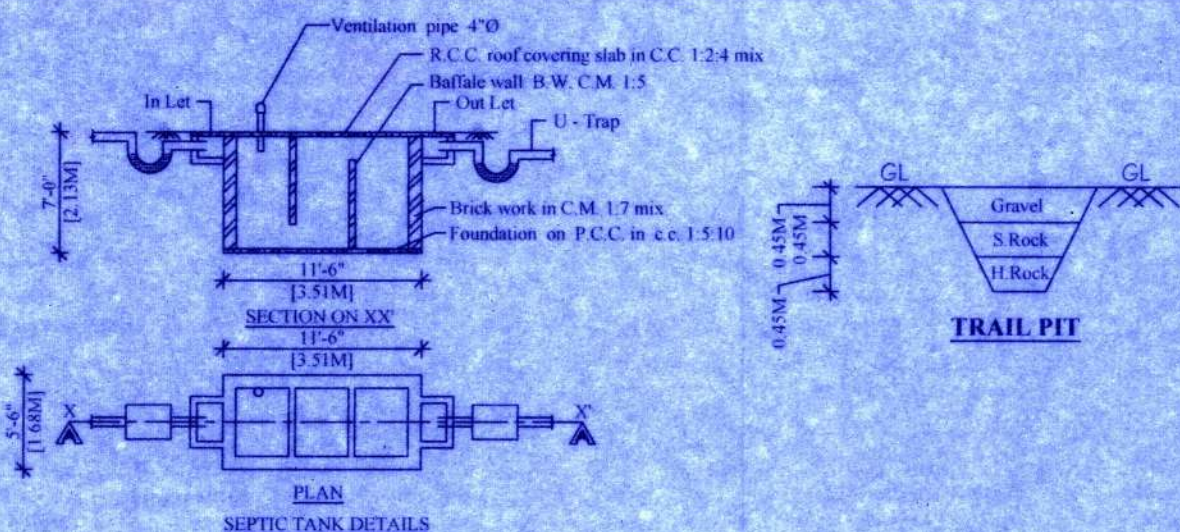 Ventilation pipe 4"Ø
R.C.C. roof covering slab in C.C. 1:2:4 mix
Baffale wall B.W. C.M. 1:5
In Let
Out Let
U - Trap
7'-0"
[2.13M]
Brick work in C.M. 1:7 mix
Foundation on P.C.C. in c.c. 1:5:10
11'-6"
[3.51M]
SECTION ON XX'
11'-6"
[3.51M]
5'-6"
[1.68M]
X
X'
PLAN
SEPTIC TANK DETAILS
GL
GL
Gravel
S.Rock
H.Rock
0.45M
0.45M
0.45M
TRAIL PIT